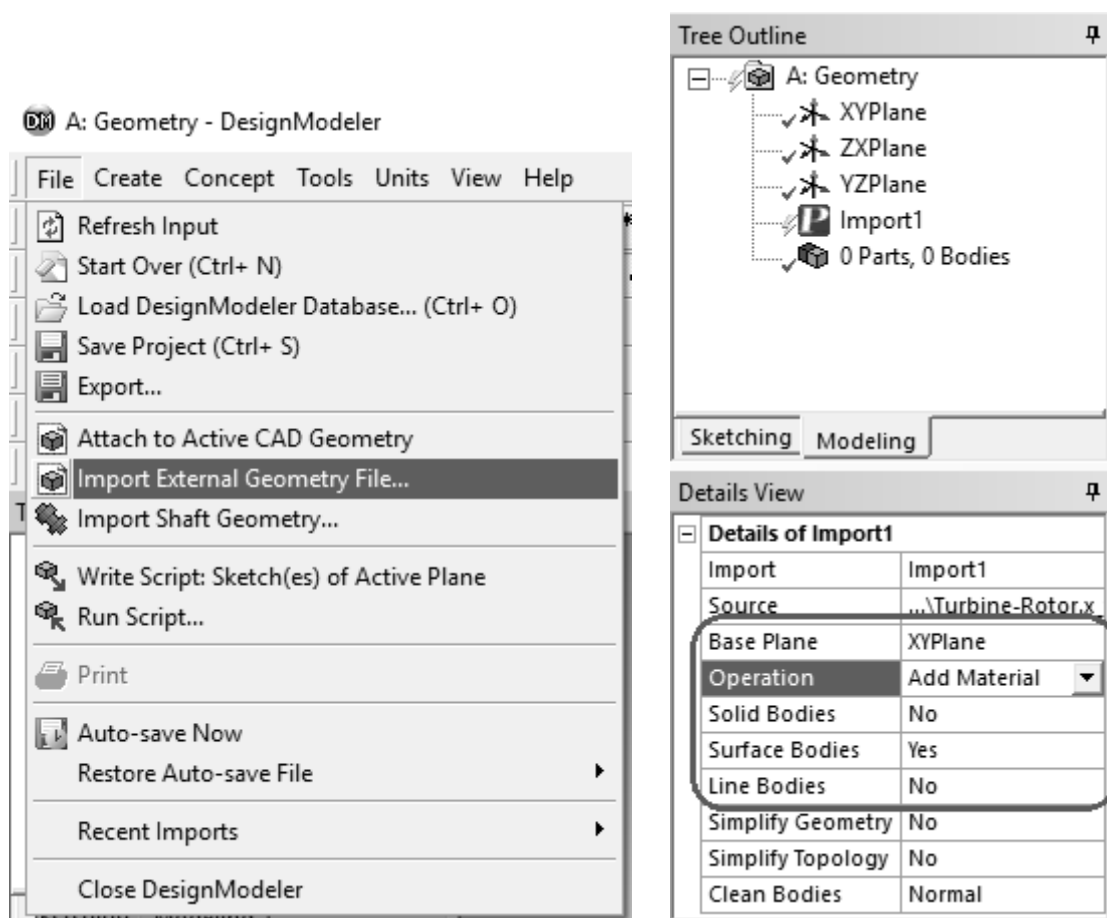 A: Geometry - DesignModeler
File Create Concept Tools Units View Help
Refresh Input
Start Over (Ctrl+ N)
Load DesignModeler Database... (Ctrl+ O)
Save Project (Ctrl+ S)
Export...
Attach to Active CAD Geometry
Import External Geometry File...
Import Shaft Geometry...
Write Script: Sketch(es) of Active Plane
Run Script...
Print
Auto-save Now
Restore Auto-save File
Recent Imports
Close DesignModeler
Tree Outline
A: Geometry
XYPlane
ZXPlane
YZPlane
Import1
0 Parts, 0 Bodies
Sketching Modeling
Details View
Details of Import1
Import Import1
Source ...\Turbine-Rotor.x_
Base Plane XYPlane
Operation Add Material
Solid Bodies No
Surface Bodies Yes
Line Bodies No
Simplify Geometry No
Simplify Topology No
Clean Bodies Normal